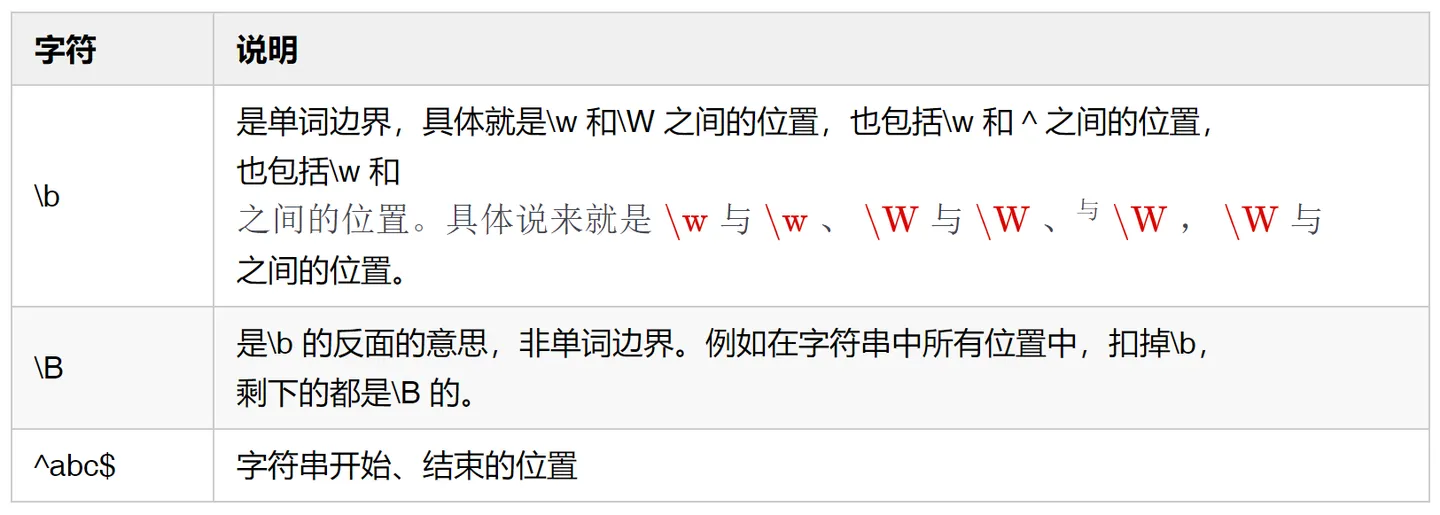 字符 说明
\b
是单词边界，具体就是\w 和\W 之间的位置，也包括\w 和 ^ 之间的位置，
也包括\w 和
之间的位置。具体说来就是 \w 与 \w 、 \W 与 \W 、与 \W ， \W 与
之间的位置。
\B
是\b 的反面的意思，非单词边界。例如在字符串中所有位置中，扣掉\b，
剩下的都是\B 的。
^abc$ 字符串开始、结束的位置